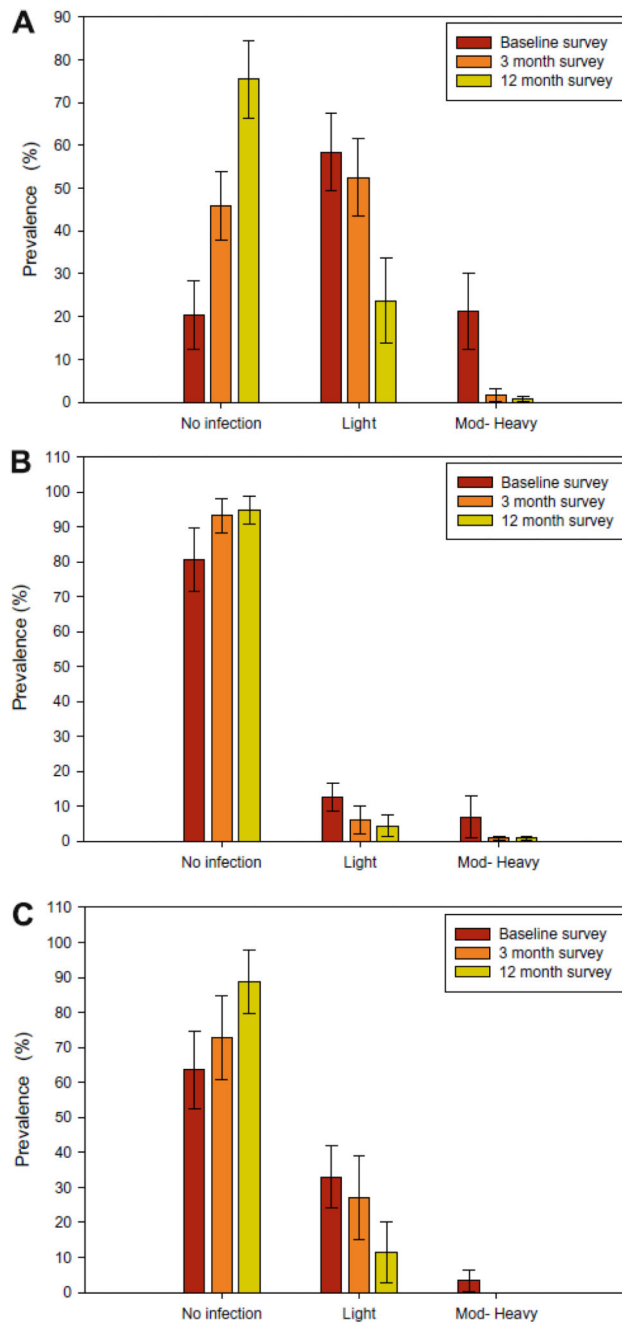 A
90
80
70
60
50
40
30
20
10
0
Prevalence (%)
Baseline survey
3 month survey
12 month survey
No infection Light Mod- Heavy
B
110
100
90
80
70
60
50
40
30
20
10
0
Prevalence (%)
Baseline survey
3 month survey
12 month survey
No infection Light Mod- Heavy
C
110
100
90
80
70
60
50
40
30
20
10
0
Prevalence (%)
Baseline survey
3 month survey
12 month survey
No infection Light Mod- Heavy